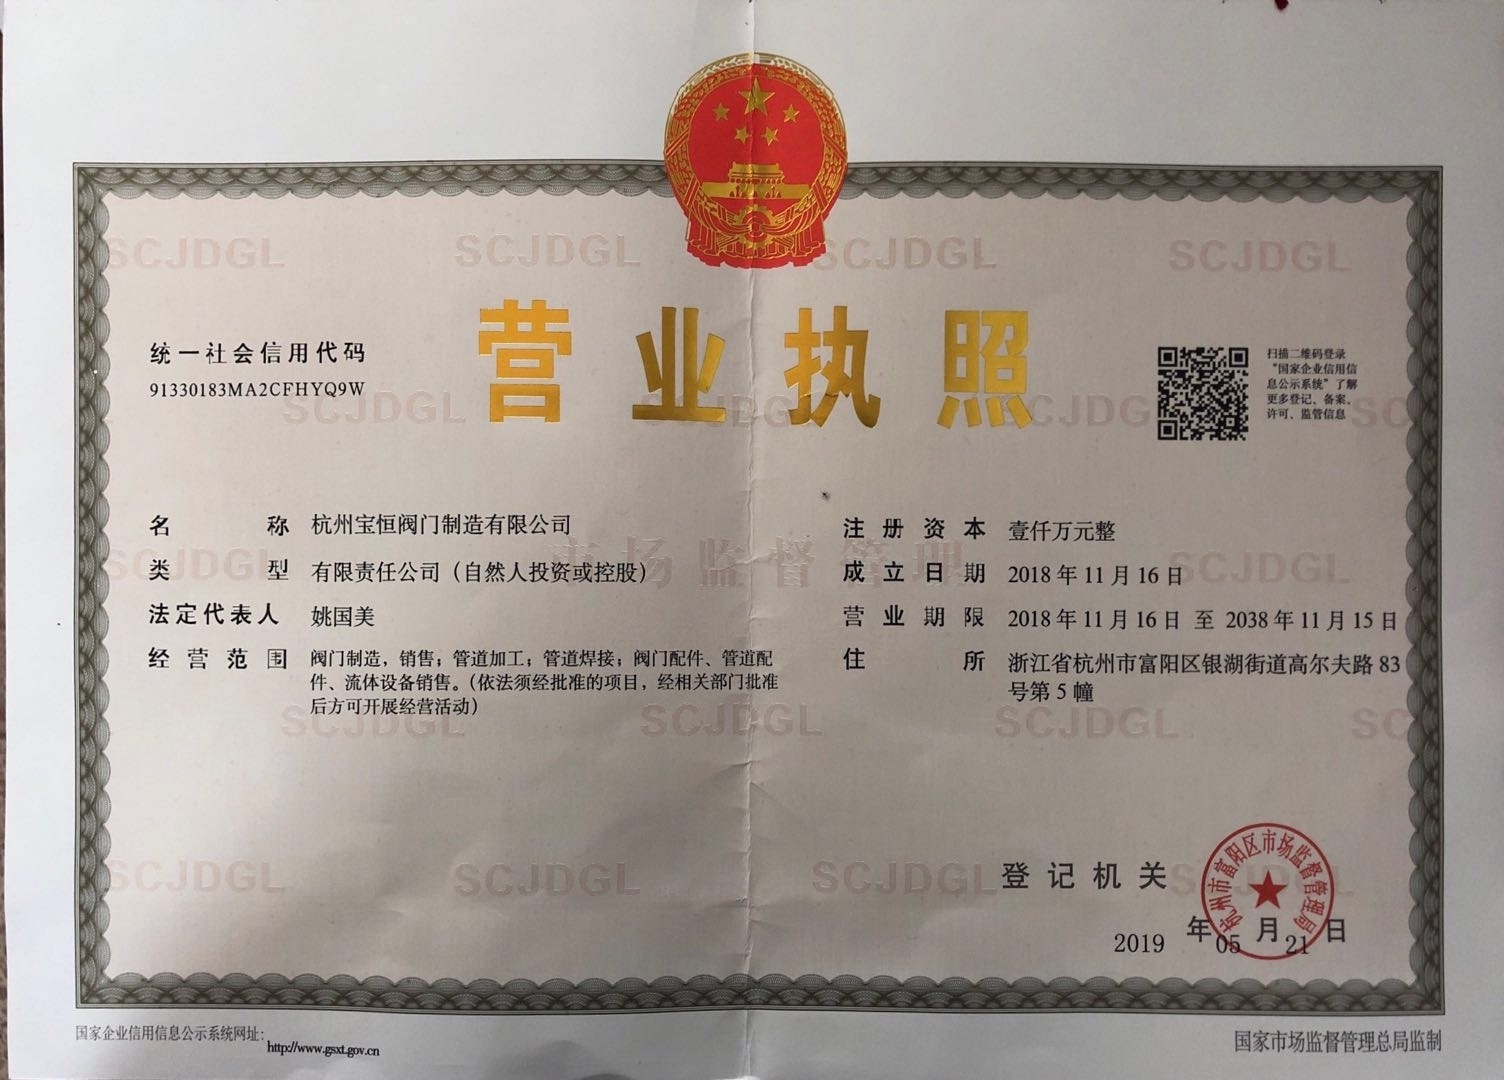 营业执照
统一社会信用代码
91330183MA2CFHYQ9W
扫描二维码登录
“国家企业信用信
息公示系统”了解
更多登记、备案、
许可、监管信息
名称 杭州宝恒阀门制造有限公司
类型 有限责任公司（自然人投资或控股）
法定代表人 姚国美
经营范围 阀门制造，销售；管道加工；管道焊接；阀门配件、管道配
件、流体设备销售。（依法须经批准的项目，经相关部门批准
后方可开展经营活动）
注册资本 壹仟万元整
成立日期 2018年11月16日
营业期限 2018年11月16日 至 2038年11月15日
住所 浙江省杭州市富阳区银湖街道高尔夫路83
号第5幢
SCJDGL
市场监督管理
登记机关
杭州市富阳区市场监督管理局
2019年05月21日
国家企业信用信息公示系统网址：
http://www.gsxt.gov.cn
国家市场监督管理总局监制